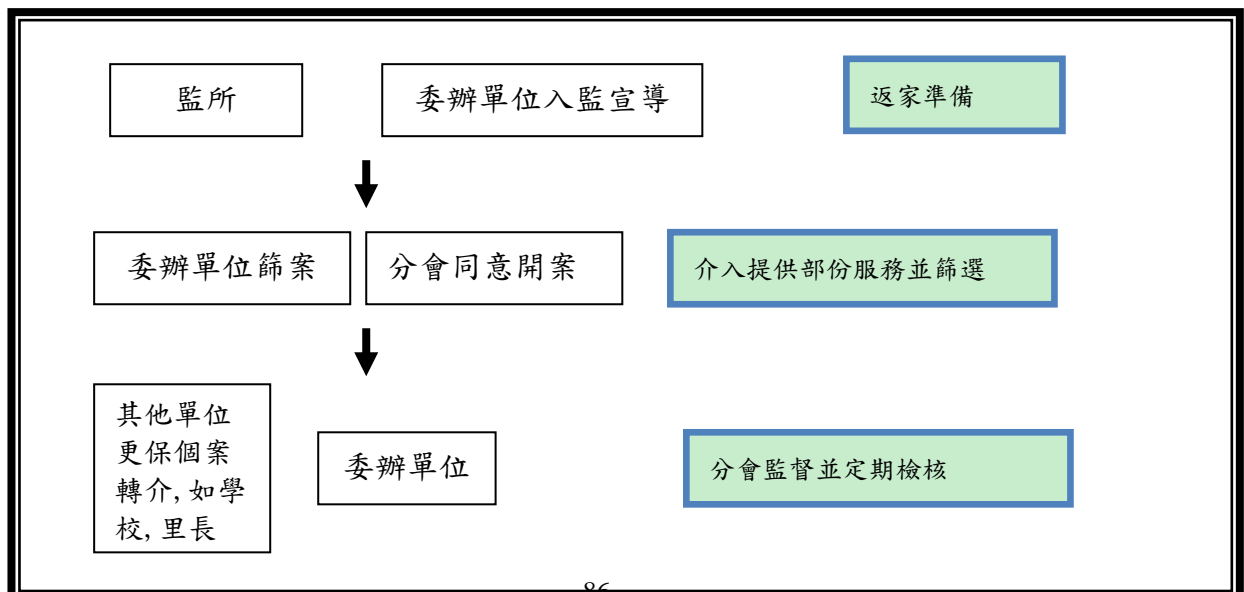 監所
委辦單位入監宣導
返家準備
委辦單位篩案
分會同意開案
介入提供部份服務並篩選
其他單位
更保個案
轉介,如學
校,里長
委辦單位
分會監督並定期檢核
86